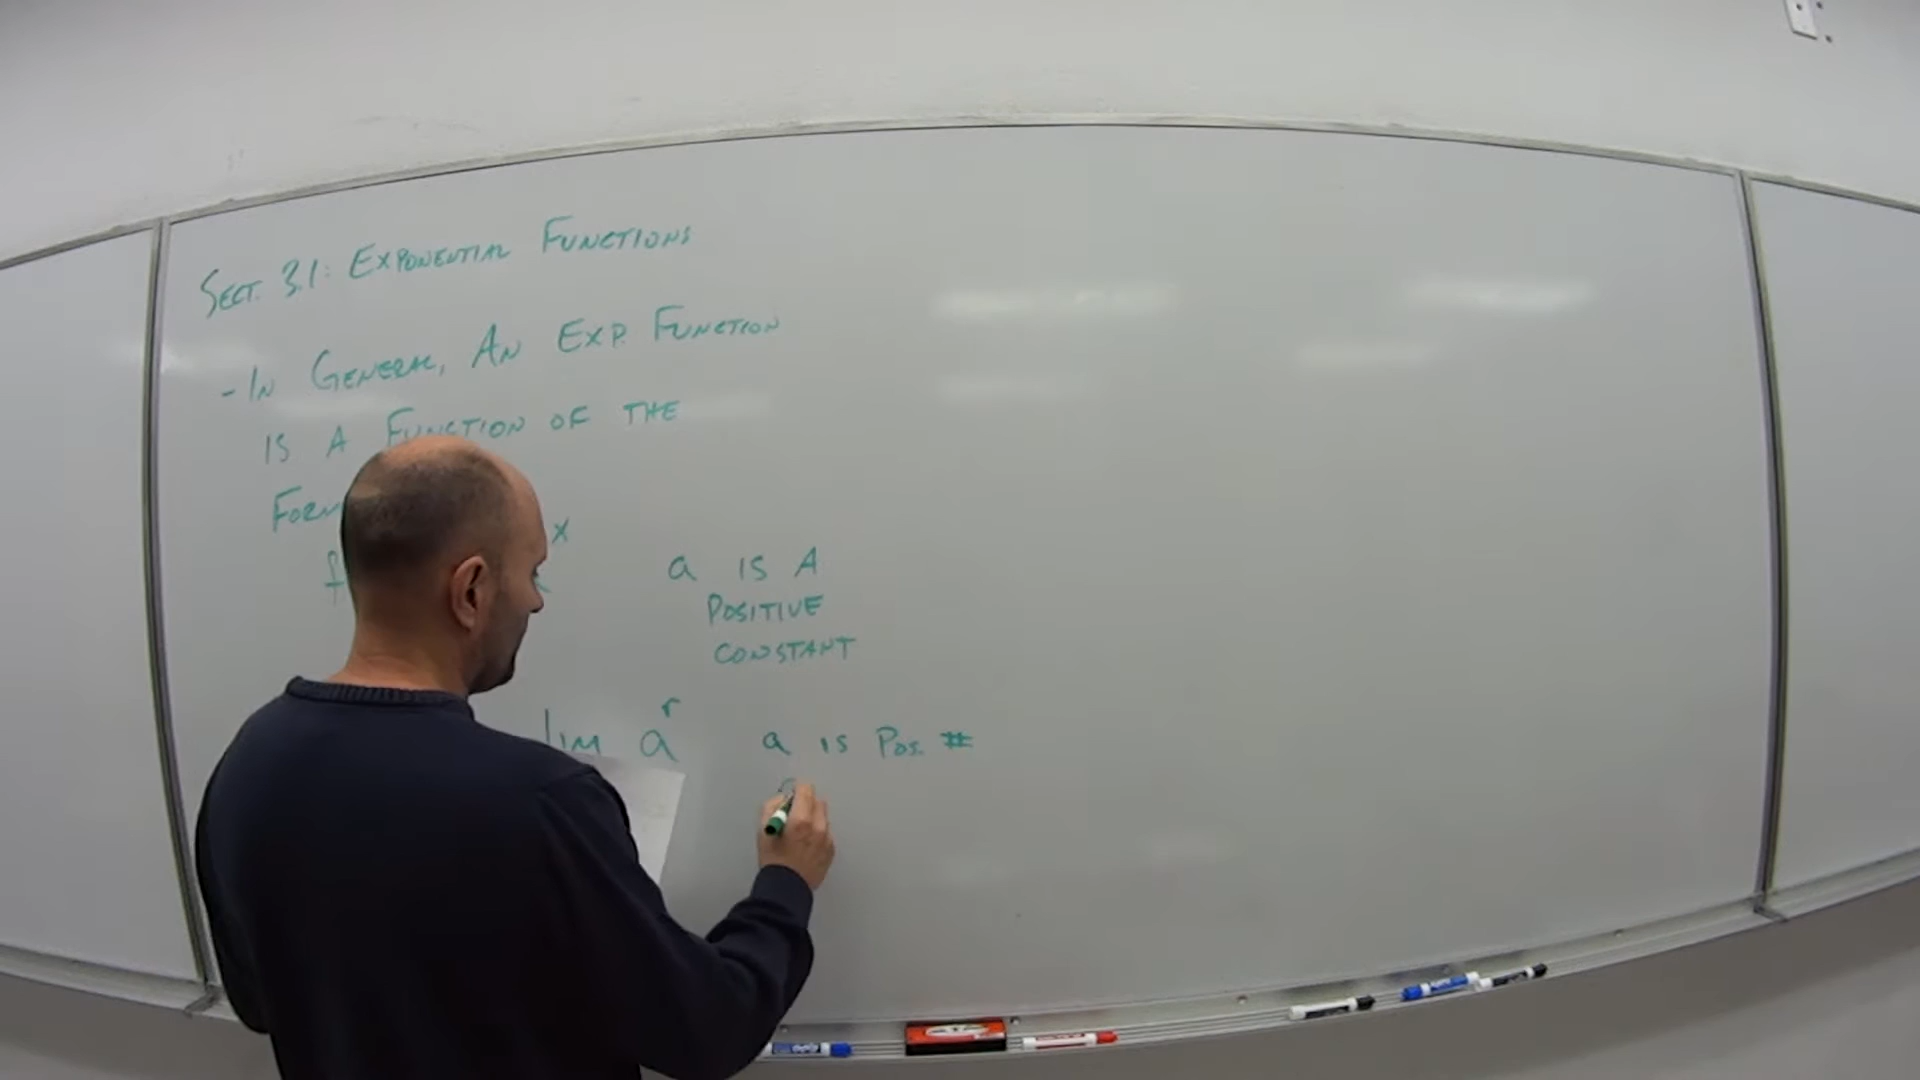 SECT. 3.1: EXPONENTIAL FUNCTIONS
- IN GENERAL, AN EXP. FUNCTION
IS A FUNCTION OF THE
x
a IS A
POSITIVE
CONSTANT
lim a^r a IS POS. #